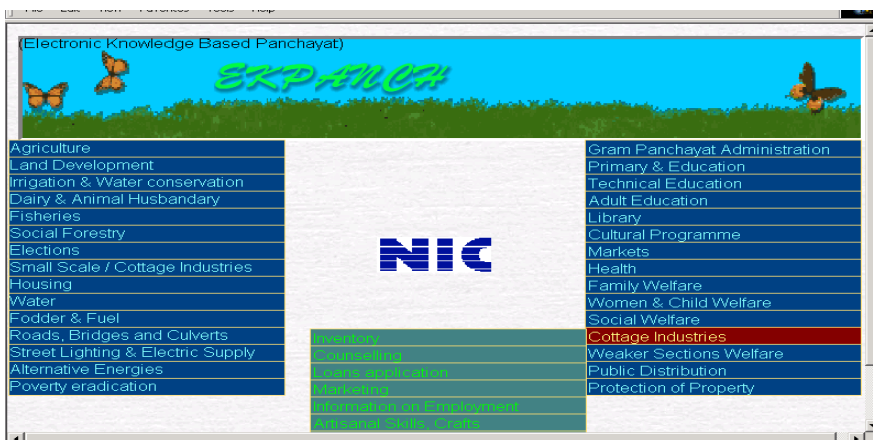 (Electronic Knowledge Based Panchayat)
EKPANCH
Agriculture
Land Development
Irrigation & Water conservation
Dairy & Animal Husbandary
Fisheries
Social Forestry
Elections
Small Scale / Cottage Industries
Housing
Water
Fodder & Fuel
Roads, Bridges and Culverts
Street Lighting & Electric Supply
Alternative Energies
Poverty eradication
NIC
Inventory
Counselling
Loans application
Marketing
Information on Employment
Artisanal Skills, Crafts
Gram Panchayat Administration
Primary & Education
Technical Education
Adult Education
Library
Cultural Programme
Markets
Health
Family Welfare
Women & Child Welfare
Social Welfare
Cottage Industries
Weaker Sections Welfare
Public Distribution
Protection of Property